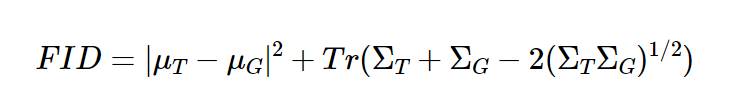 FID = |μ_T − μ_G|² + Tr(Σ_T + Σ_G − 2(Σ_TΣ_G)^{1/2})